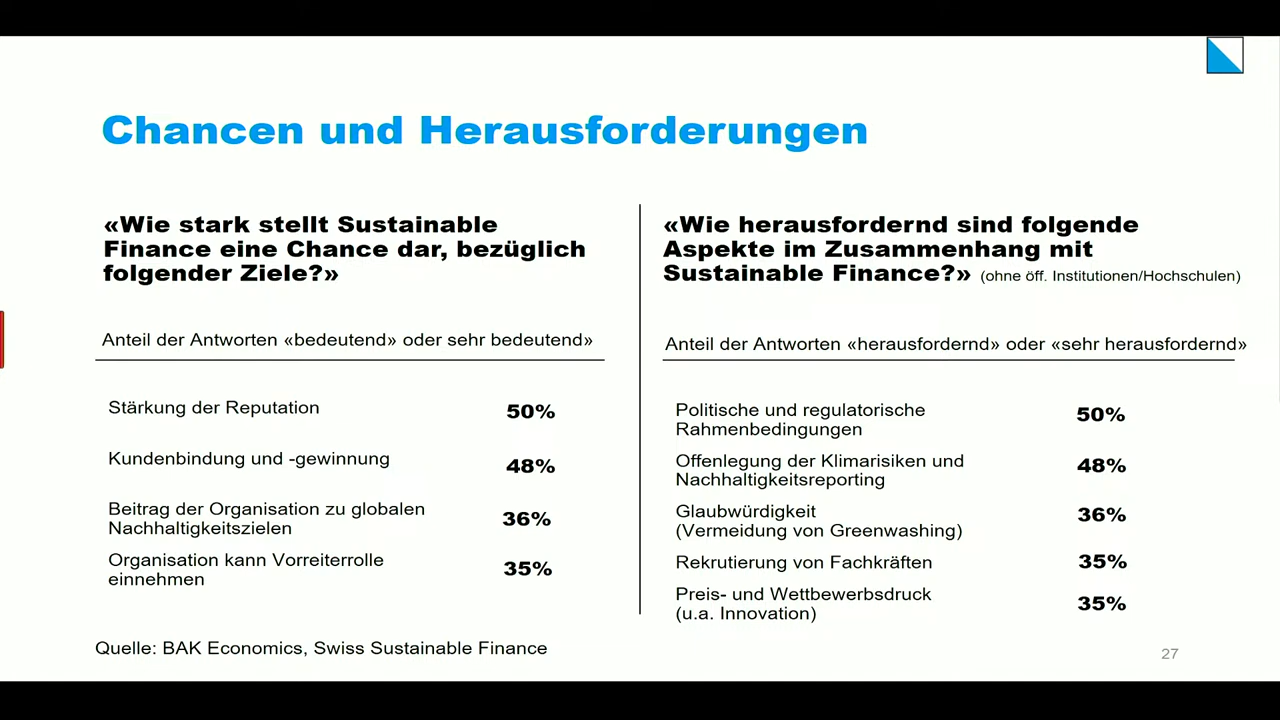 Chancen und Herausforderungen
«Wie stark stellt Sustainable
Finance eine Chance dar, bezüglich
folgender Ziele?»
Anteil der Antworten «bedeutend» oder sehr bedeutend»
Stärkung der Reputation 50%
Kundenbindung und -gewinnung 48%
Beitrag der Organisation zu globalen
Nachhaltigkeitszielen 36%
Organisation kann Vorreiterrolle
einnehmen 35%
«Wie herausfordernd sind folgende
Aspekte im Zusammenhang mit
Sustainable Finance?» (ohne öff. Institutionen/Hochschulen)
Anteil der Antworten «herausfordernd» oder «sehr herausfordernd»
Politische und regulatorische
Rahmenbedingungen 50%
Offenlegung der Klimarisiken und
Nachhaltigkeitsreporting 48%
Glaubwürdigkeit
(Vermeidung von Greenwashing) 36%
Rekrutierung von Fachkräften 35%
Preis- und Wettbewerbsdruck
(u.a. Innovation) 35%
Quelle: BAK Economics, Swiss Sustainable Finance
27